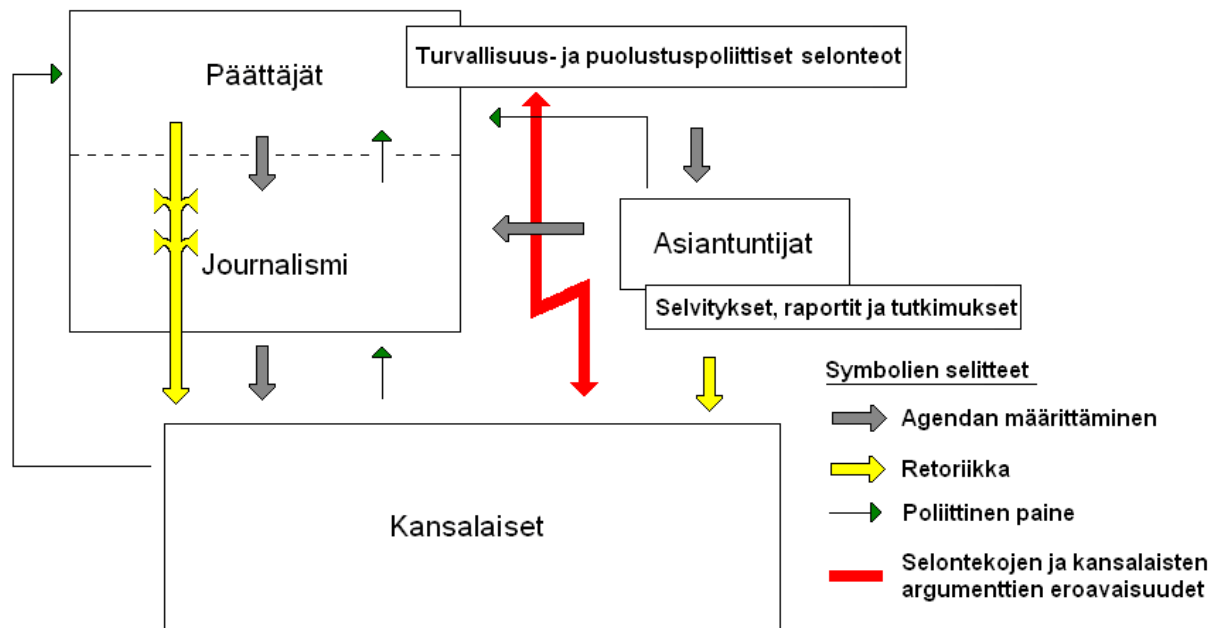 Turvallisuus- ja puolustuspoliittiset selonteot
Päättäjät
Asiantuntijat
Journalismi
Selvitykset, raportit ja tutkimukset
Symbolien selitteet
Agendan määrittäminen
Retoriikka
Poliittinen paine
Selontekojen ja kansalaisten
argumenttien eroavaisuudet
Kansalaiset